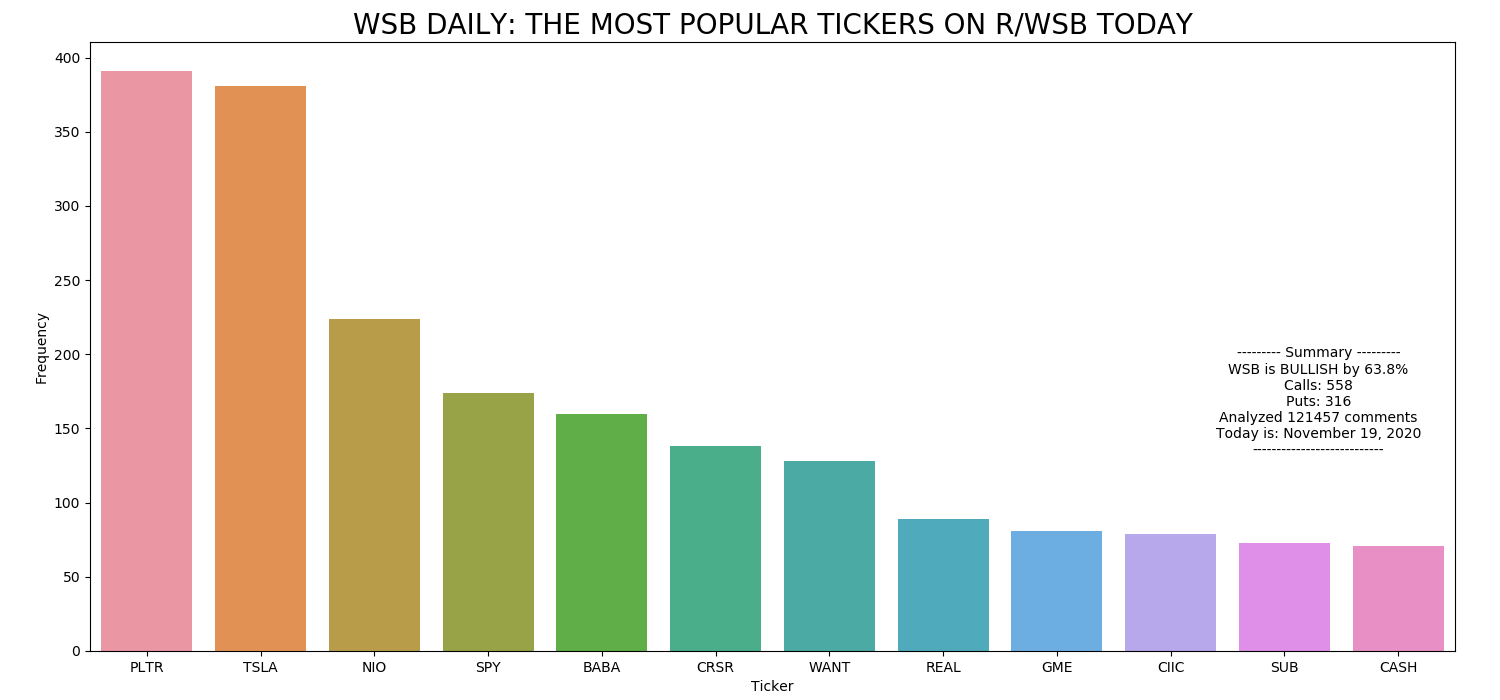 WSB DAILY: THE MOST POPULAR TICKERS ON R/WSB TODAY
400
350
300
250
200
150
100
50
0
Frequency
--------- Summary ---------
WSB is BULLISH by 63.8%
Calls: 558
Puts: 316
Analyzed 121457 comments
Today is: November 19, 2020
---------------------------
PLTR TSLA NIO SPY BABA CRSR WANT REAL GME CIIC SUB CASH
Ticker